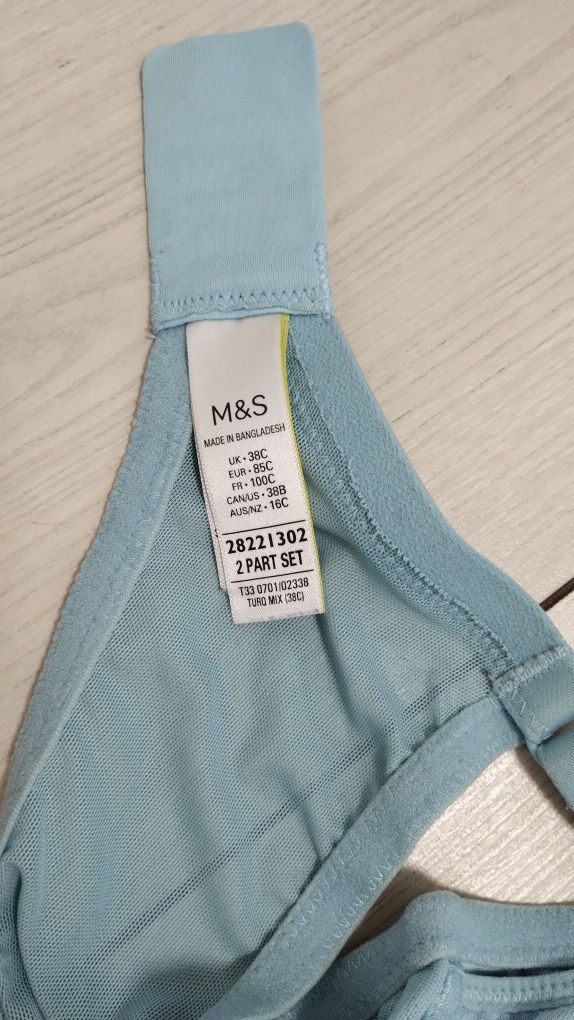 M&S
MADE IN BANGLADESH
UK • 38C
EUR • 85C
FR • 100C
CAN/US • 38B
AUS/NZ • 16C
28221302
2 PART SET
T33 0701/02338
TURQ MIX (38C)